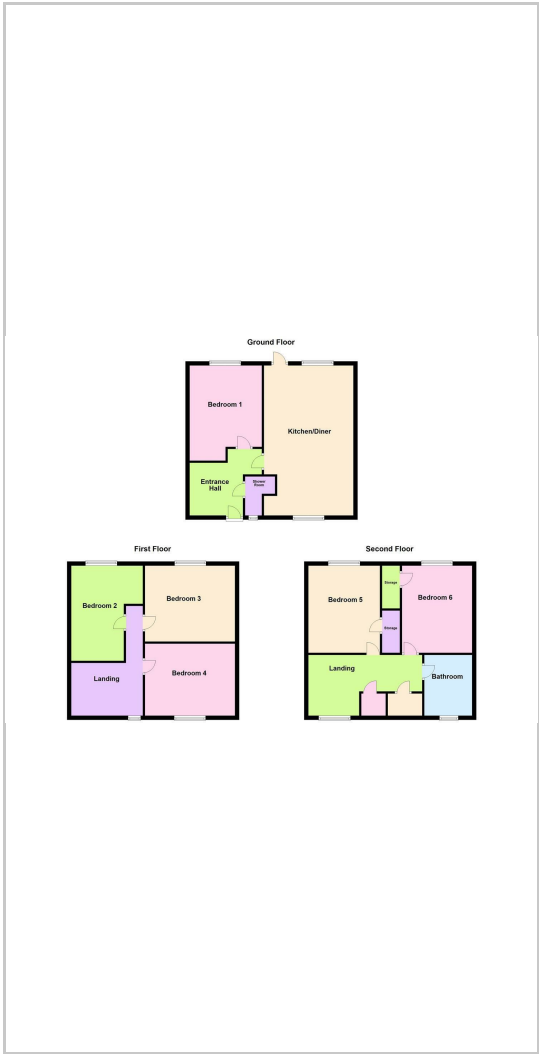 Ground Floor
Bedroom 1
Kitchen/Diner
Entrance
Hall
Shower
Room
First Floor
Bedroom 2
Bedroom 3
Landing
Bedroom 4
Second Floor
Bedroom 5
Storage
Bedroom 6
Storage
Landing
Bathroom